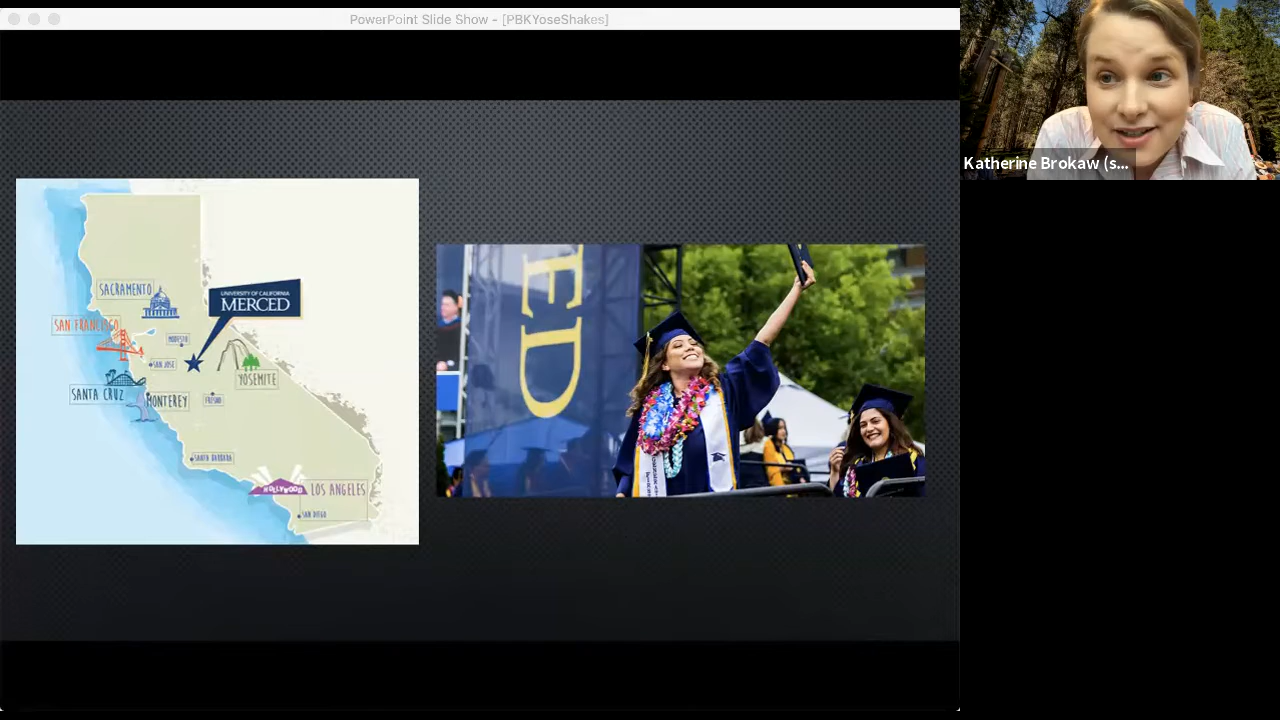 PowerPoint Slide Show - [PBKYoseShakes]
Katherine Brokaw (s...
SACRAMENTO
UNIVERSITY OF CALIFORNIA
MERCED
SAN FRANCISCO
MODESTO
SAN JOSE
YOSEMITE
SANTA CRUZ
MONTEREY
FRESNO
SANTA BARBARA
HOLLYWOOD
LOS ANGELES
SAN DIEGO
ED